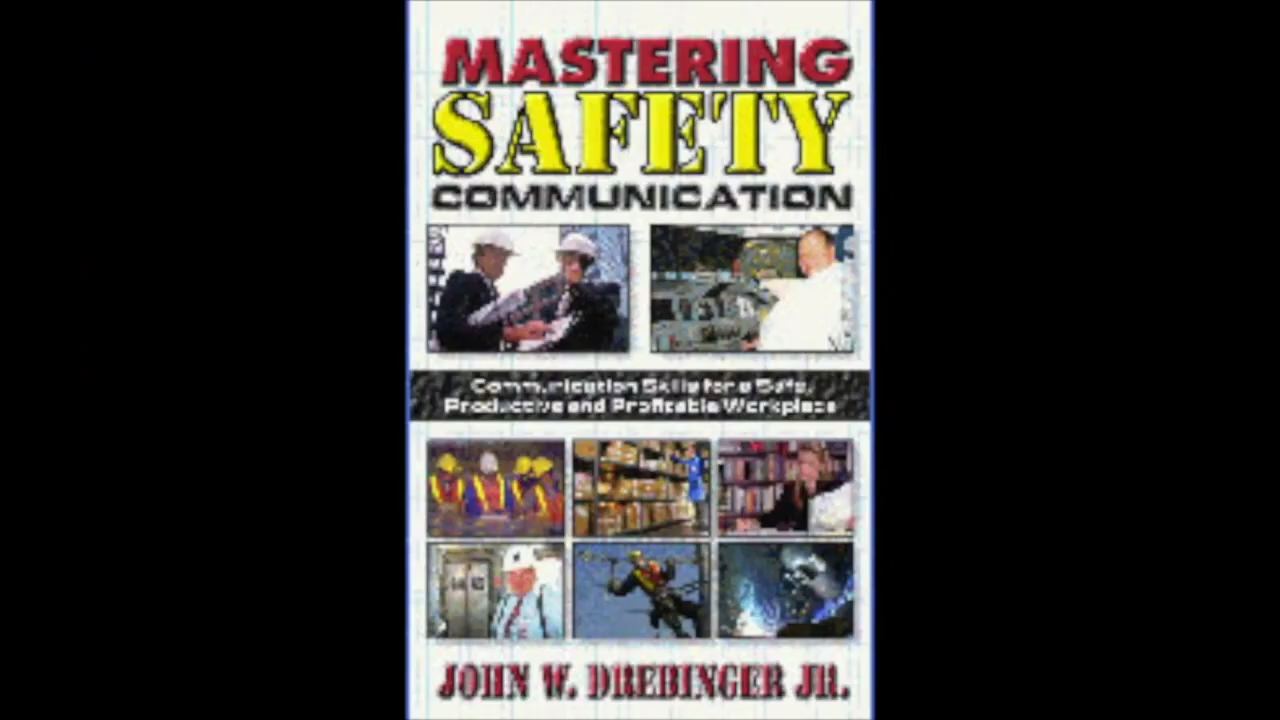 MASTERING
SAFETY
COMMUNICATION
Communication Skills for a Safe,
Productive and Profitable Workplace
JOHN W. DREBINGER JR.